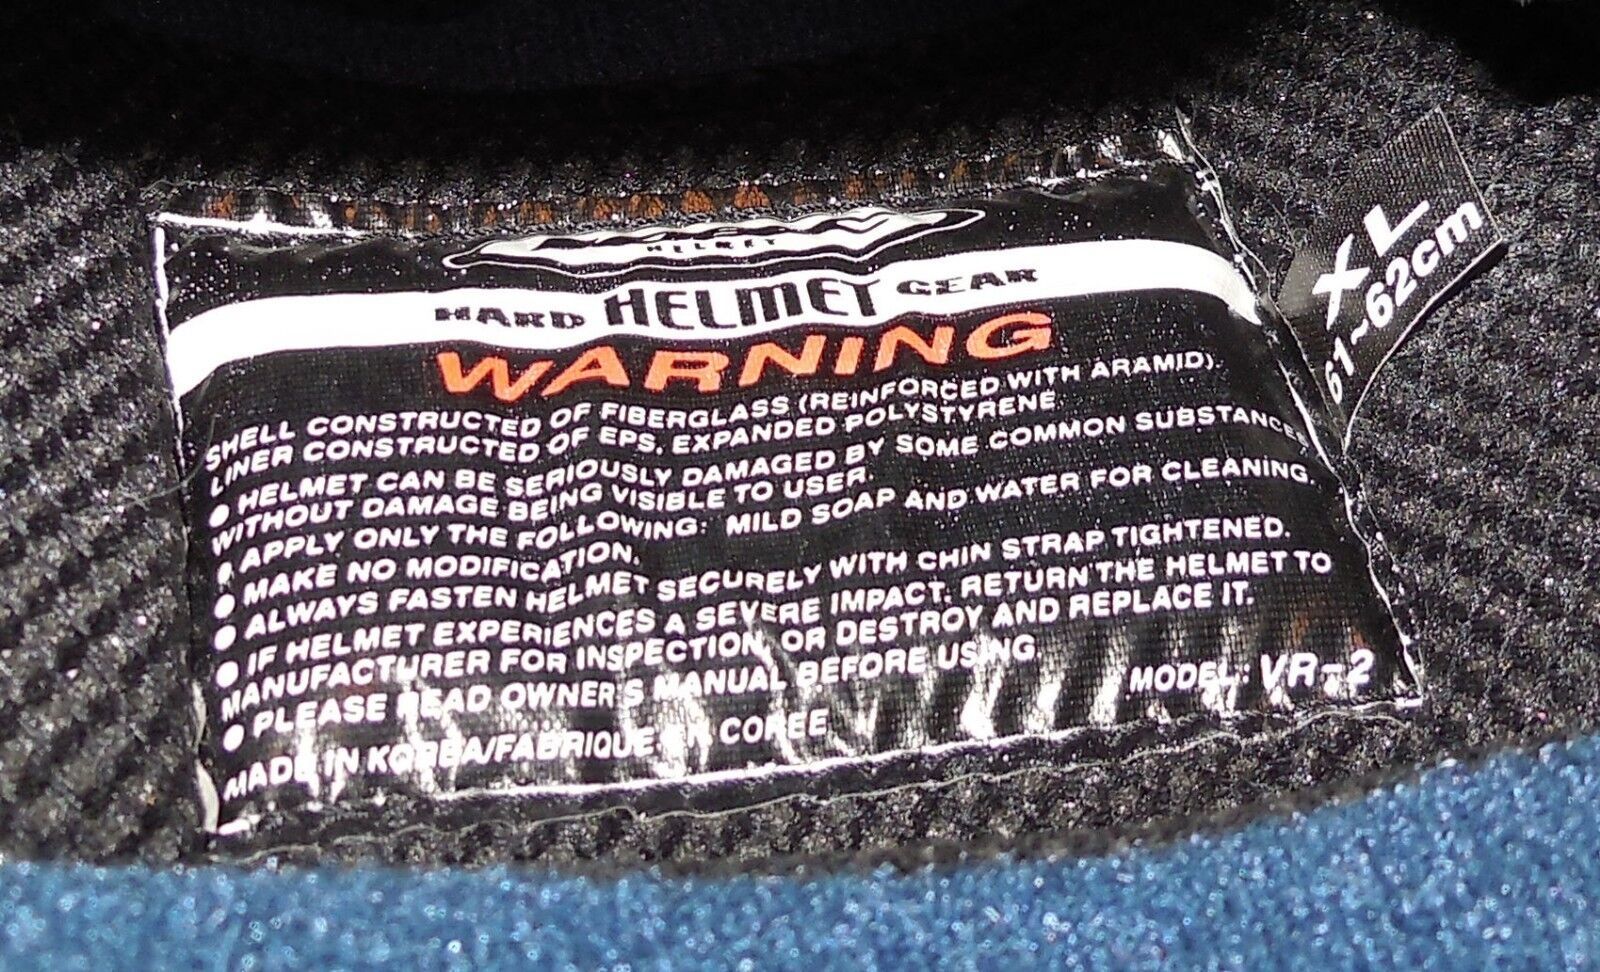 HELMET
HARD HELMET GEAR
WARNING
SHELL CONSTRUCTED OF FIBERGLASS (REINFORCED WITH ARAMID).
LINER CONSTRUCTED OF EPS. EXPANDED POLYSTYRENE
● HELMET CAN BE SERIOUSLY DAMAGED BY SOME COMMON SUBSTANCES
WITHOUT DAMAGE BEING VISIBLE TO USER.
● APPLY ONLY THE FOLLOWING: MILD SOAP AND WATER FOR CLEANING.
● MAKE NO MODIFICATION.
● ALWAYS FASTEN HELMET SECURELY WITH CHIN STRAP TIGHTENED.
● IF HELMET EXPERIENCES A SEVERE IMPACT. RETURN THE HELMET TO
MANUFACTURER FOR INSPECTION, OR DESTROY AND REPLACE IT.
● PLEASE READ OWNER'S MANUAL BEFORE USING.
MODEL: VR-2
MADE IN KOREA/FABRIQUE EN COREE
XL
61~62cm